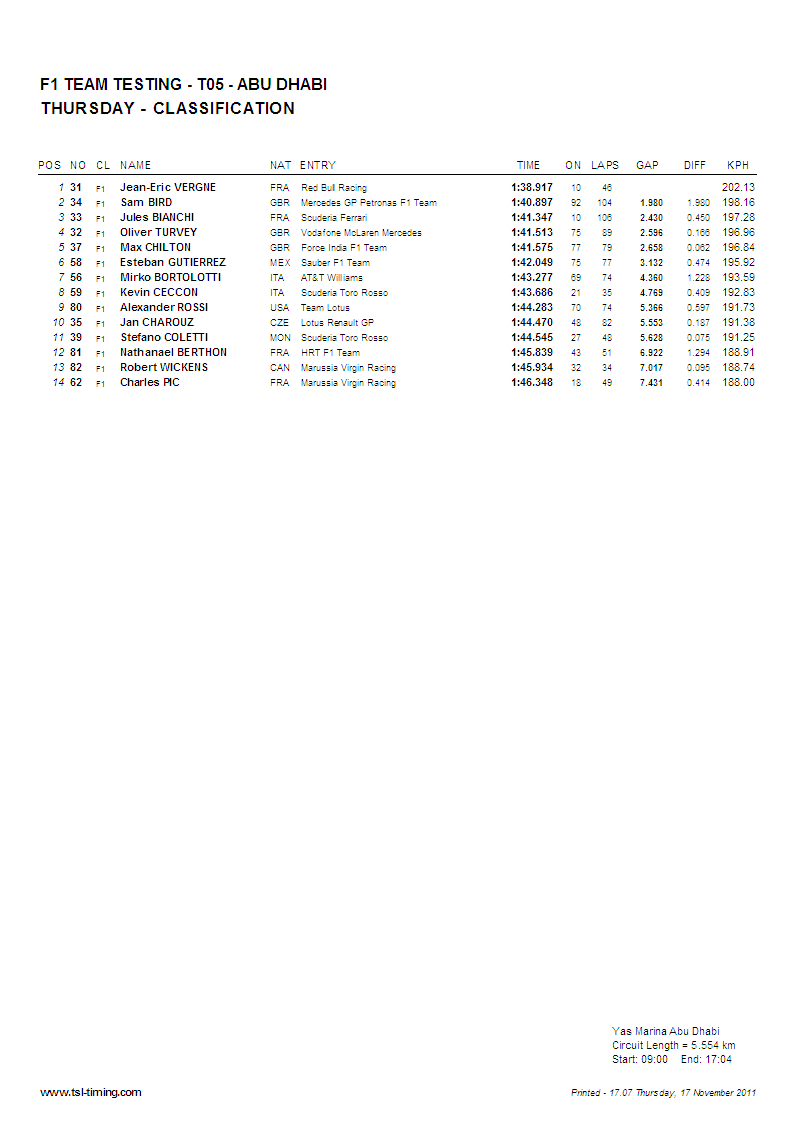 F1 TEAM TESTING - T05 - ABU DHABI
THURSDAY - CLASSIFICATION
POS NO CL NAME NAT ENTRY TIME ON LAPS GAP DIFF KPH
1 31 F1 Jean-Eric VERGNE FRA Red Bull Racing 1:38.917 10 46 202.13
2 34 F1 Sam BIRD GBR Mercedes GP Petronas F1 Team 1:40.897 92 104 1.980 1.980 198.16
3 33 F1 Jules BIANCHI FRA Scuderia Ferrari 1:41.347 10 106 2.430 0.450 197.28
4 32 F1 Oliver TURVEY GBR Vodafone McLaren Mercedes 1:41.513 75 89 2.596 0.166 196.96
5 37 F1 Max CHILTON GBR Force India F1 Team 1:41.575 77 79 2.658 0.062 196.84
6 58 F1 Esteban GUTIERREZ MEX Sauber F1 Team 1:42.049 75 77 3.132 0.474 195.92
7 56 F1 Mirko BORTOLOTTI ITA AT&T Williams 1:43.277 69 74 4.360 1.228 193.59
8 59 F1 Kevin CECCON ITA Scuderia Toro Rosso 1:43.686 21 35 4.769 0.409 192.83
9 80 F1 Alexander ROSSI USA Team Lotus 1:44.283 70 74 5.366 0.597 191.73
10 35 F1 Jan CHAROUZ CZE Lotus Renault GP 1:44.470 48 82 5.553 0.187 191.38
11 39 F1 Stefano COLETTI MON Scuderia Toro Rosso 1:44.545 27 48 5.628 0.075 191.25
12 81 F1 Nathanael BERTHON FRA HRT F1 Team 1:45.839 43 51 6.922 1.294 188.91
13 82 F1 Robert WICKENS CAN Marussia Virgin Racing 1:45.934 32 34 7.017 0.095 188.74
14 62 F1 Charles PIC FRA Marussia Virgin Racing 1:46.348 18 49 7.431 0.414 188.00
Yas Marina Abu Dhabi
Circuit Length = 5.554 km
Start: 09:00 End: 17:04
www.tsl-timing.com Printed - 17:07 Thursday, 17 November 2011